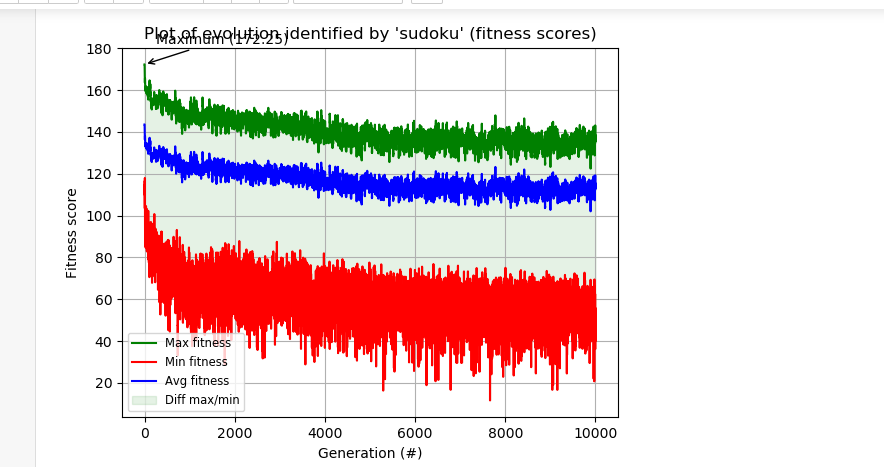 Plot of evolution identified by 'sudoku' (fitness scores)
Maximum (172.25)
180
160
140
120
100
80
60
40
20
Fitness score
Max fitness
Min fitness
Avg fitness
Diff max/min
0 2000 4000 6000 8000 10000
Generation (#)